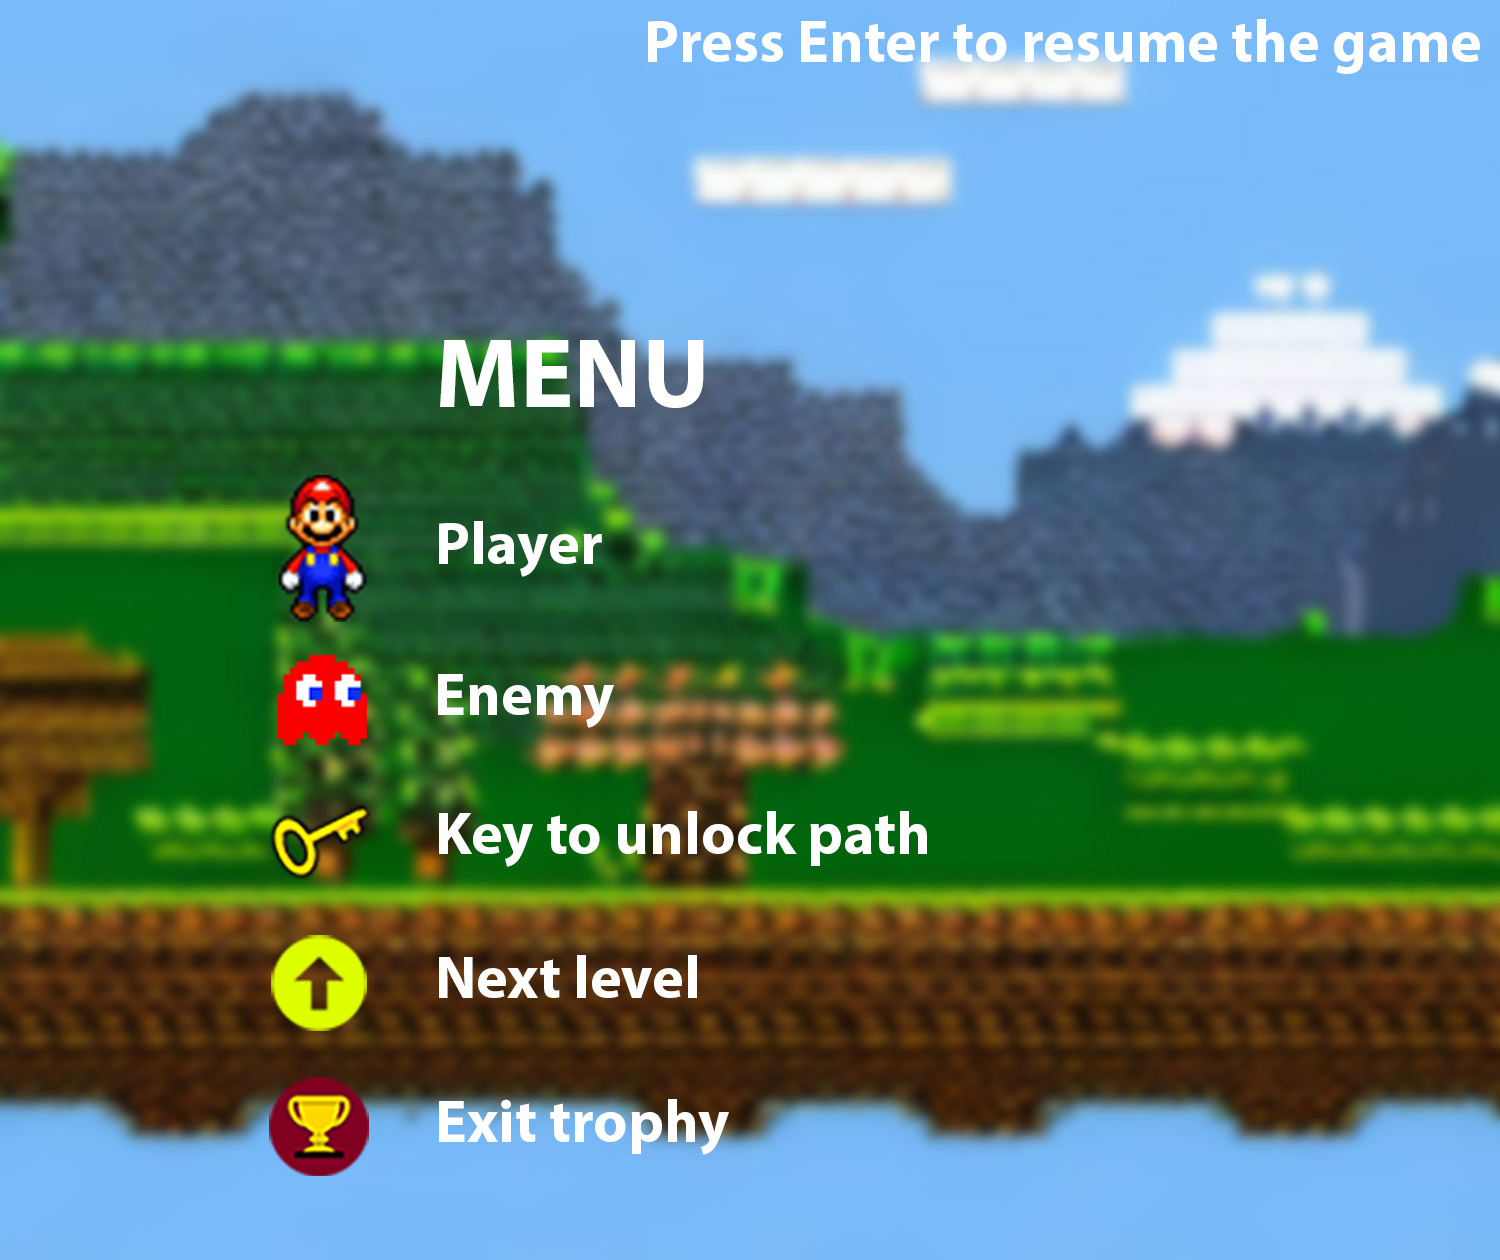 Press Enter to resume the game
MENU
Player
Enemy
Key to unlock path
Next level
Exit trophy